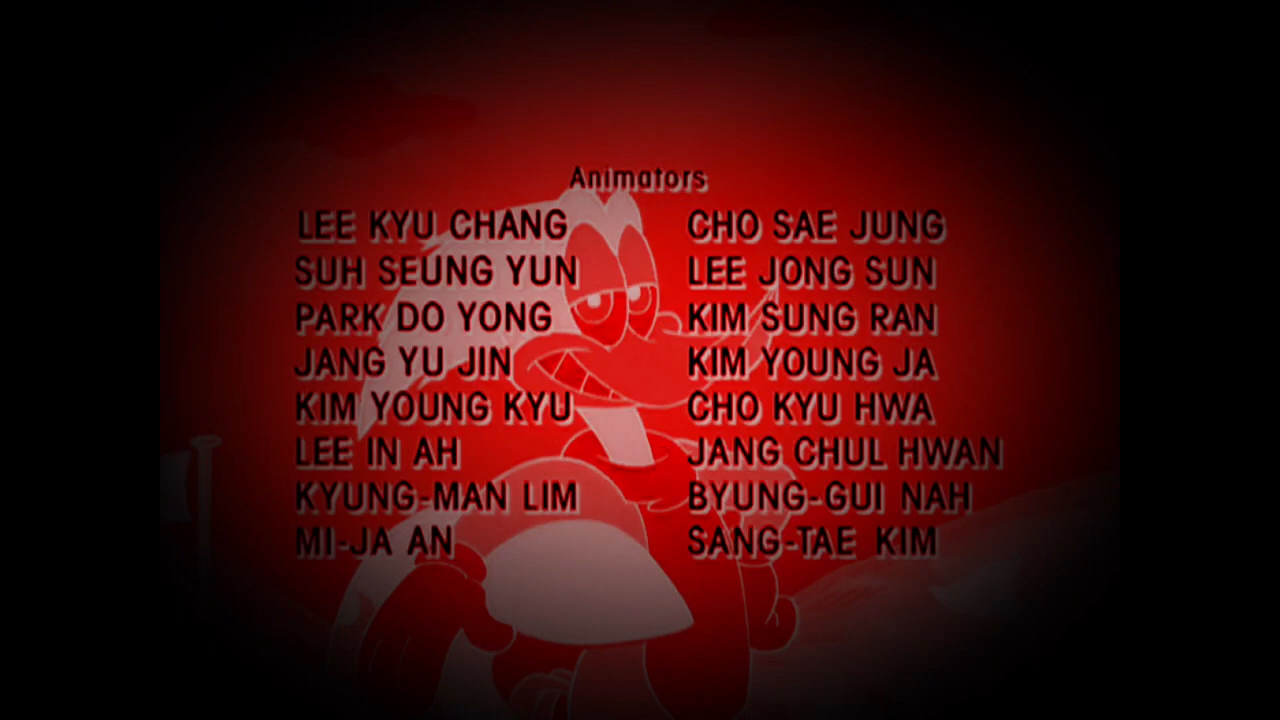 Animators
LEE KYU CHANG CHO SAE JUNG
SUH SEUNG YUN LEE JONG SUN
PARK DO YONG KIM SUNG RAN
JANG YU JIN KIM YOUNG JA
KIM YOUNG KYU CHO KYU HWA
LEE IN AH JANG CHUL HWAN
KYUNG-MAN LIM BYUNG-GUI NAH
MI-JA AN SANG-TAE KIM